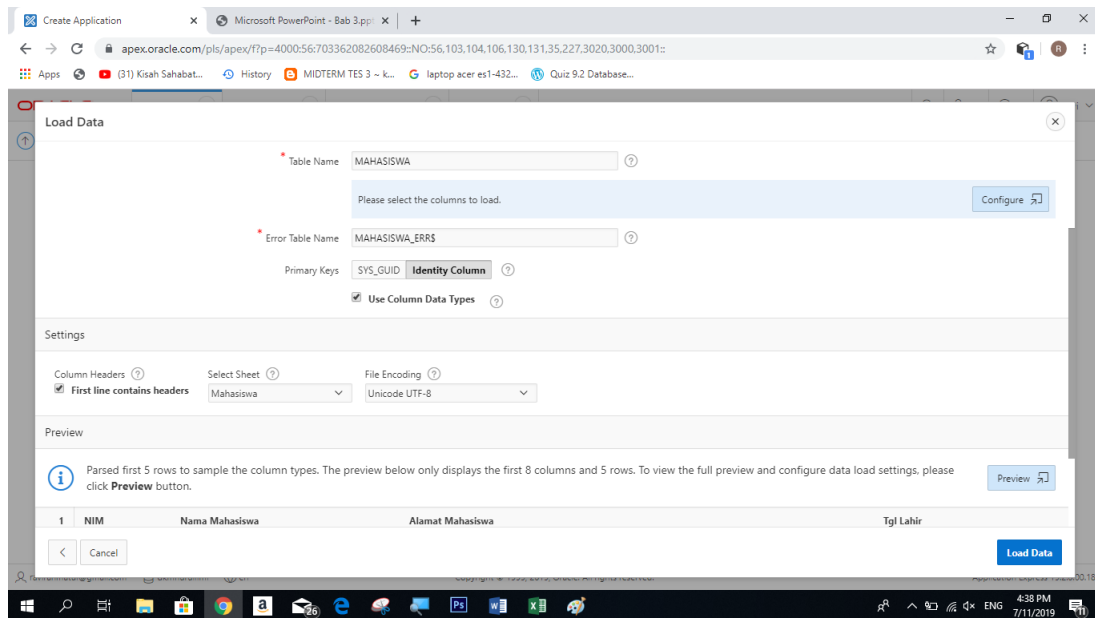 Create Application
Microsoft PowerPoint - Bab 3.ppt
apex.oracle.com/pls/apex/f?p=4000:56:703362082608469::NO:56,103,104,106,130,131,35,227,3020,3000,3001::
R
Apps (31) Kisah Sahabat... History MIDTERM TES 3 ~ k... laptop acer es1-432... Quiz 9.2 Database...
Load Data
* Table Name MAHASISWA
Please select the columns to load. Configure
* Error Table Name MAHASISWA_ERR$
Primary Keys SYS_GUID Identity Column
Use Column Data Types
Settings
Column Headers Select Sheet File Encoding
First line contains headers Mahasiswa Unicode UTF-8
Preview
Parsed first 5 rows to sample the column types. The preview below only displays the first 8 columns and 5 rows. To view the full preview and configure data load settings, please
click Preview button. Preview
1 NIM Nama Mahasiswa Alamat Mahasiswa Tgl Lahir
Cancel Load Data
26 ENG 4:38 PM
7/11/2019 11